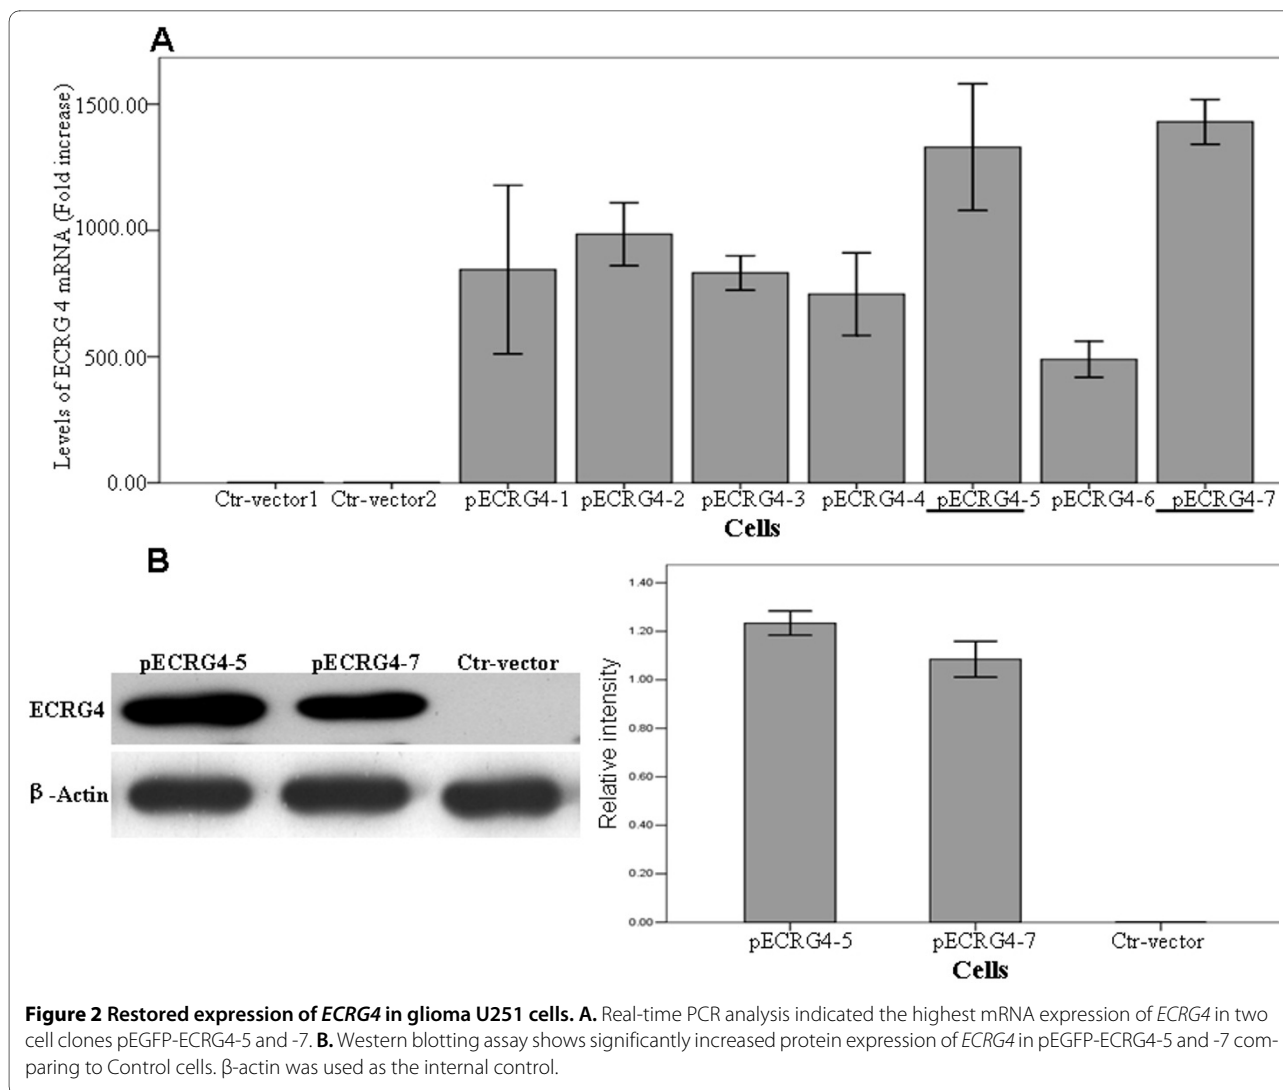 A
Levels of ECRG 4 mRNA (Fold increase)
1500.00
1000.00
500.00
0.00
Ctr-vector1 Ctr-vector2 pECRG4-1 pECRG4-2 pECRG4-3 pECRG4-4 pECRG4-5 pECRG4-6 pECRG4-7
Cells
B
pECRG4-5 pECRG4-7 Ctr-vector
ECRG4
β-Actin
Relative intensity
1.40
1.20
1.00
0.80
0.60
0.40
0.20
0.00
pECRG4-5 pECRG4-7 Ctr-vector
Cells
Figure 2 Restored expression of ECRG4 in glioma U251 cells. A. Real-time PCR analysis indicated the highest mRNA expression of ECRG4 in two
cell clones pEGFP-ECRG4-5 and -7. B. Western blotting assay shows significantly increased protein expression of ECRG4 in pEGFP-ECRG4-5 and -7 com-
paring to Control cells. β-actin was used as the internal control.